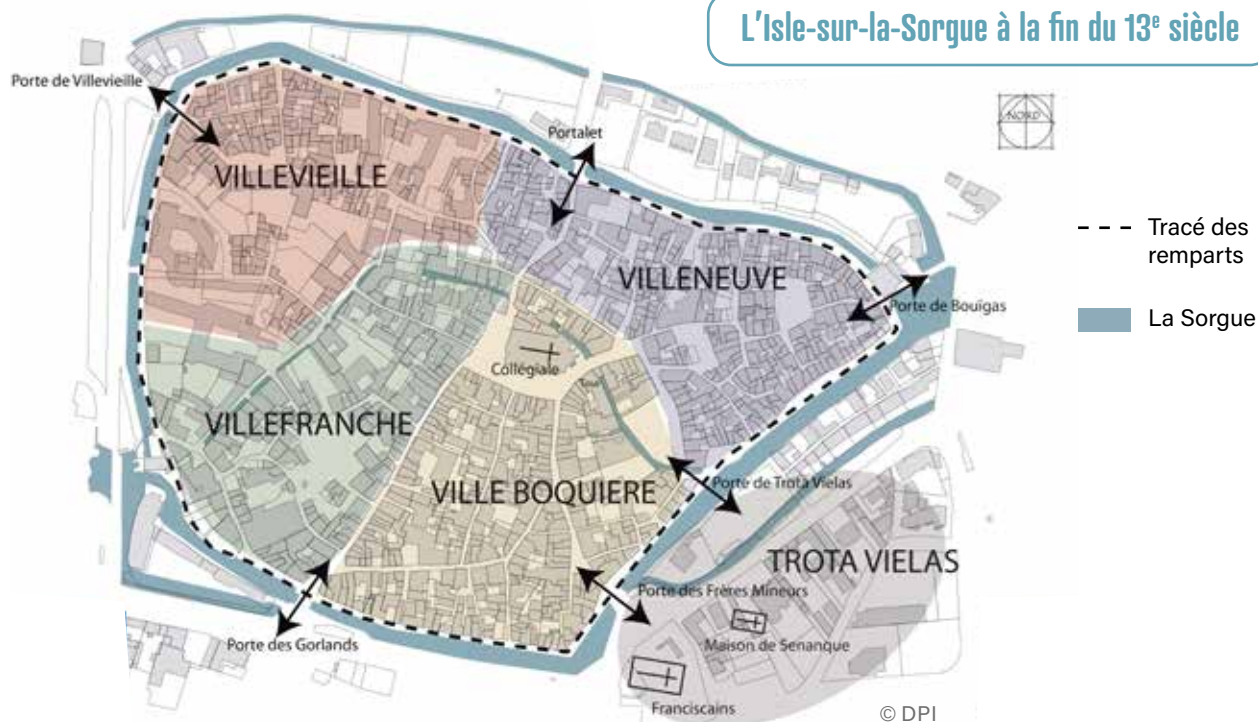 L'Isle-sur-la-Sorgue à la fin du 13e siècle
Porte de Villevieille
Portalet
NORD
VILLEVIEILLE
VILLENEUVE
Tracé des
remparts
Porte de Bouïgas
La Sorgue
Collégiale
Tour
VILLEFRANCHE
VILLE BOQUIERE
Porte de Trota Vielas
TROTA VIELAS
Porte des Frères Mineurs
Porte des Gorlands
Maison de Senanque
Franciscains
© DPI